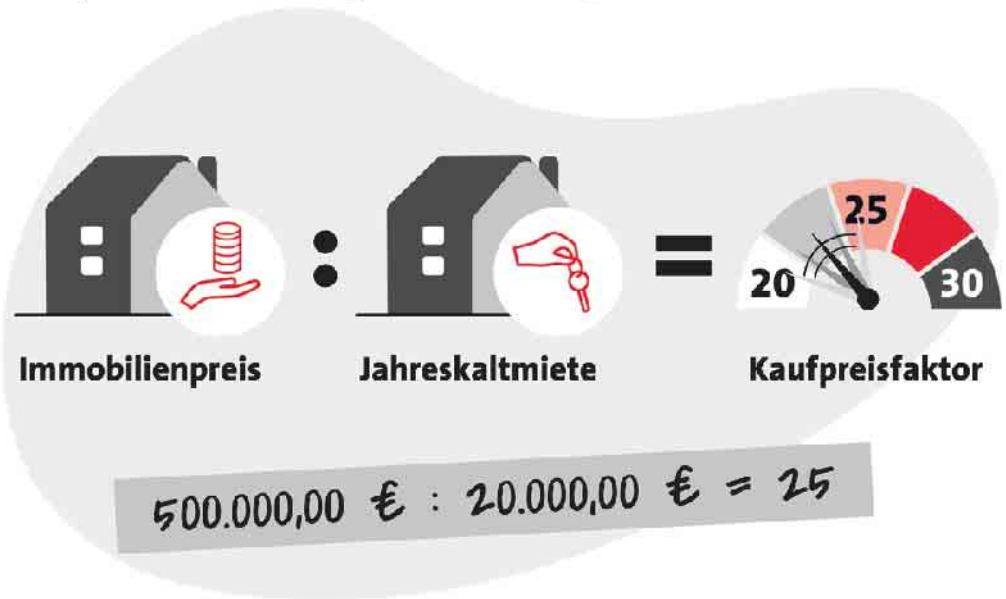 20 25 30
Immobilienpreis : Jahreskaltmiete = Kaufpreisfaktor
500.000,00 € : 20.000,00 € = 25